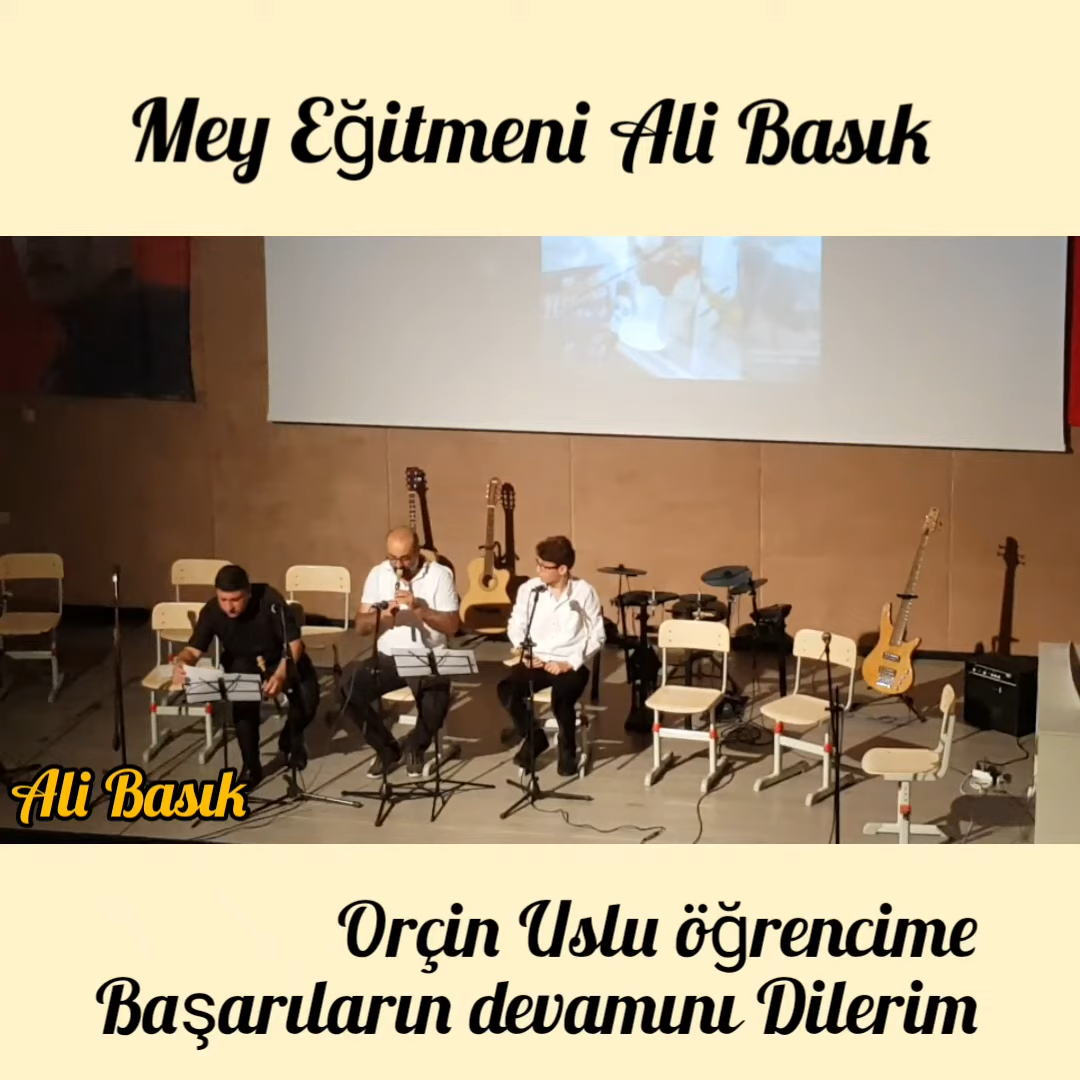 Mey Eğitmeni Ali Basık
Ali Basık
Orçin Uslu öğrencime
Başarıların devamını Dilerim